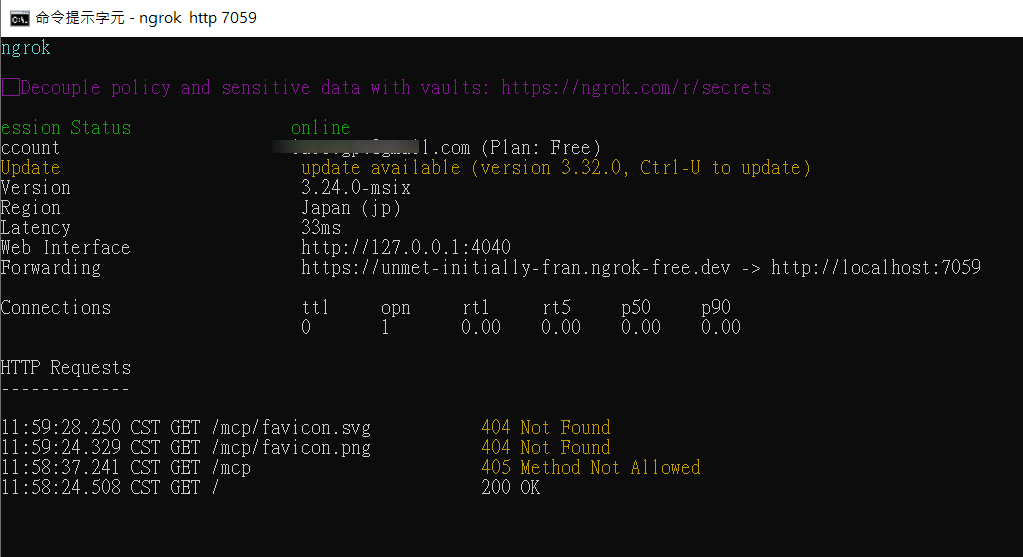 命令提示字元 - ngrok http 7059
ngrok
Decouple policy and sensitive data with vaults: https://ngrok.com/r/secrets
ession Status online
ccount .com (Plan: Free)
Update update available (version 3.32.0, Ctrl-U to update)
Version 3.24.0-msix
Region Japan (jp)
Latency 33ms
Web Interface http://127.0.0.1:4040
Forwarding https://unmet-initially-fran.ngrok-free.dev -> http://localhost:7059
Connections ttl opn rt1 rt5 p50 p90
0 1 0.00 0.00 0.00 0.00
HTTP Requests
-------------
11:59:28.250 CST GET /mcp/favicon.svg 404 Not Found
11:59:24.329 CST GET /mcp/favicon.png 404 Not Found
11:58:37.241 CST GET /mcp 405 Method Not Allowed
11:58:24.508 CST GET / 200 OK